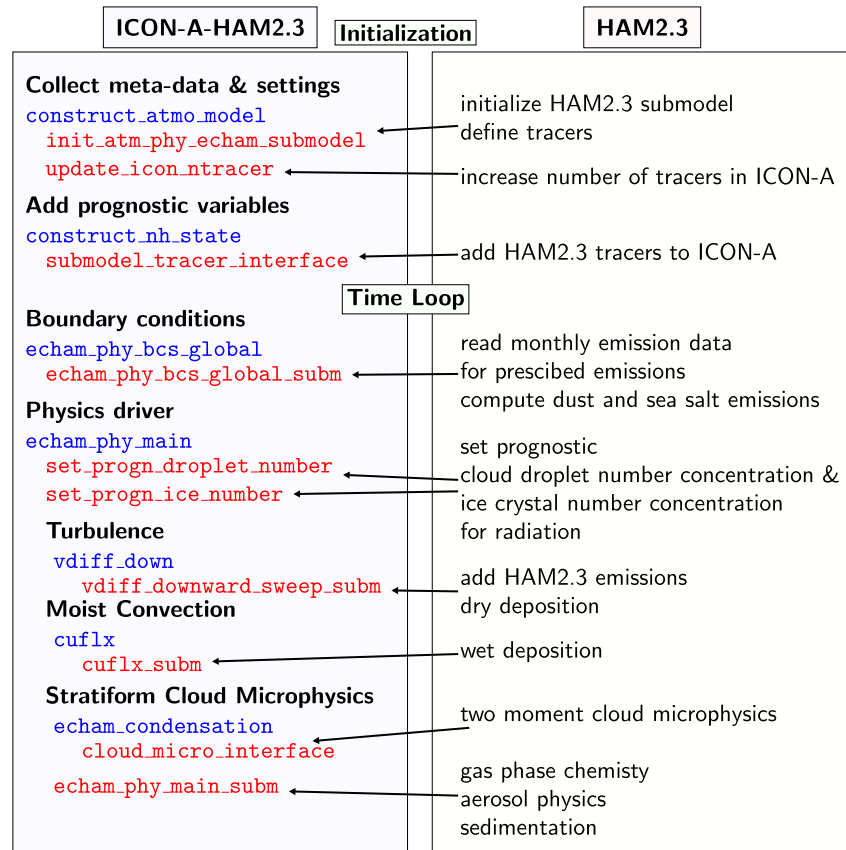 ICON-A-HAM2.3
Initialization
HAM2.3
Collect meta-data & settings
construct_atmo_model
init_atm_phy_echam_submodel
update_icon_ntracer
initialize HAM2.3 submodel
define tracers
increase number of tracers in ICON-A
Add prognostic variables
construct_nh_state
submodel_tracer_interface
add HAM2.3 tracers to ICON-A
Time Loop
Boundary conditions
echam_phy_bcs_global
echam_phy_bcs_global_subm
read monthly emission data
for prescibed emissions
compute dust and sea salt emissions
Physics driver
echam_phy_main
set_progn_droplet_number
set_progn_ice_number
set prognostic
cloud droplet number concentration &
ice crystal number concentration
for radiation
Turbulence
vdiff_down
vdiff_downward_sweep_subm
add HAM2.3 emissions
dry deposition
Moist Convection
cuflx
cuflx_subm
wet deposition
Stratiform Cloud Microphysics
echam_condensation
cloud_micro_interface
two moment cloud microphysics
echam_phy_main_subm
gas phase chemisty
aerosol physics
sedimentation